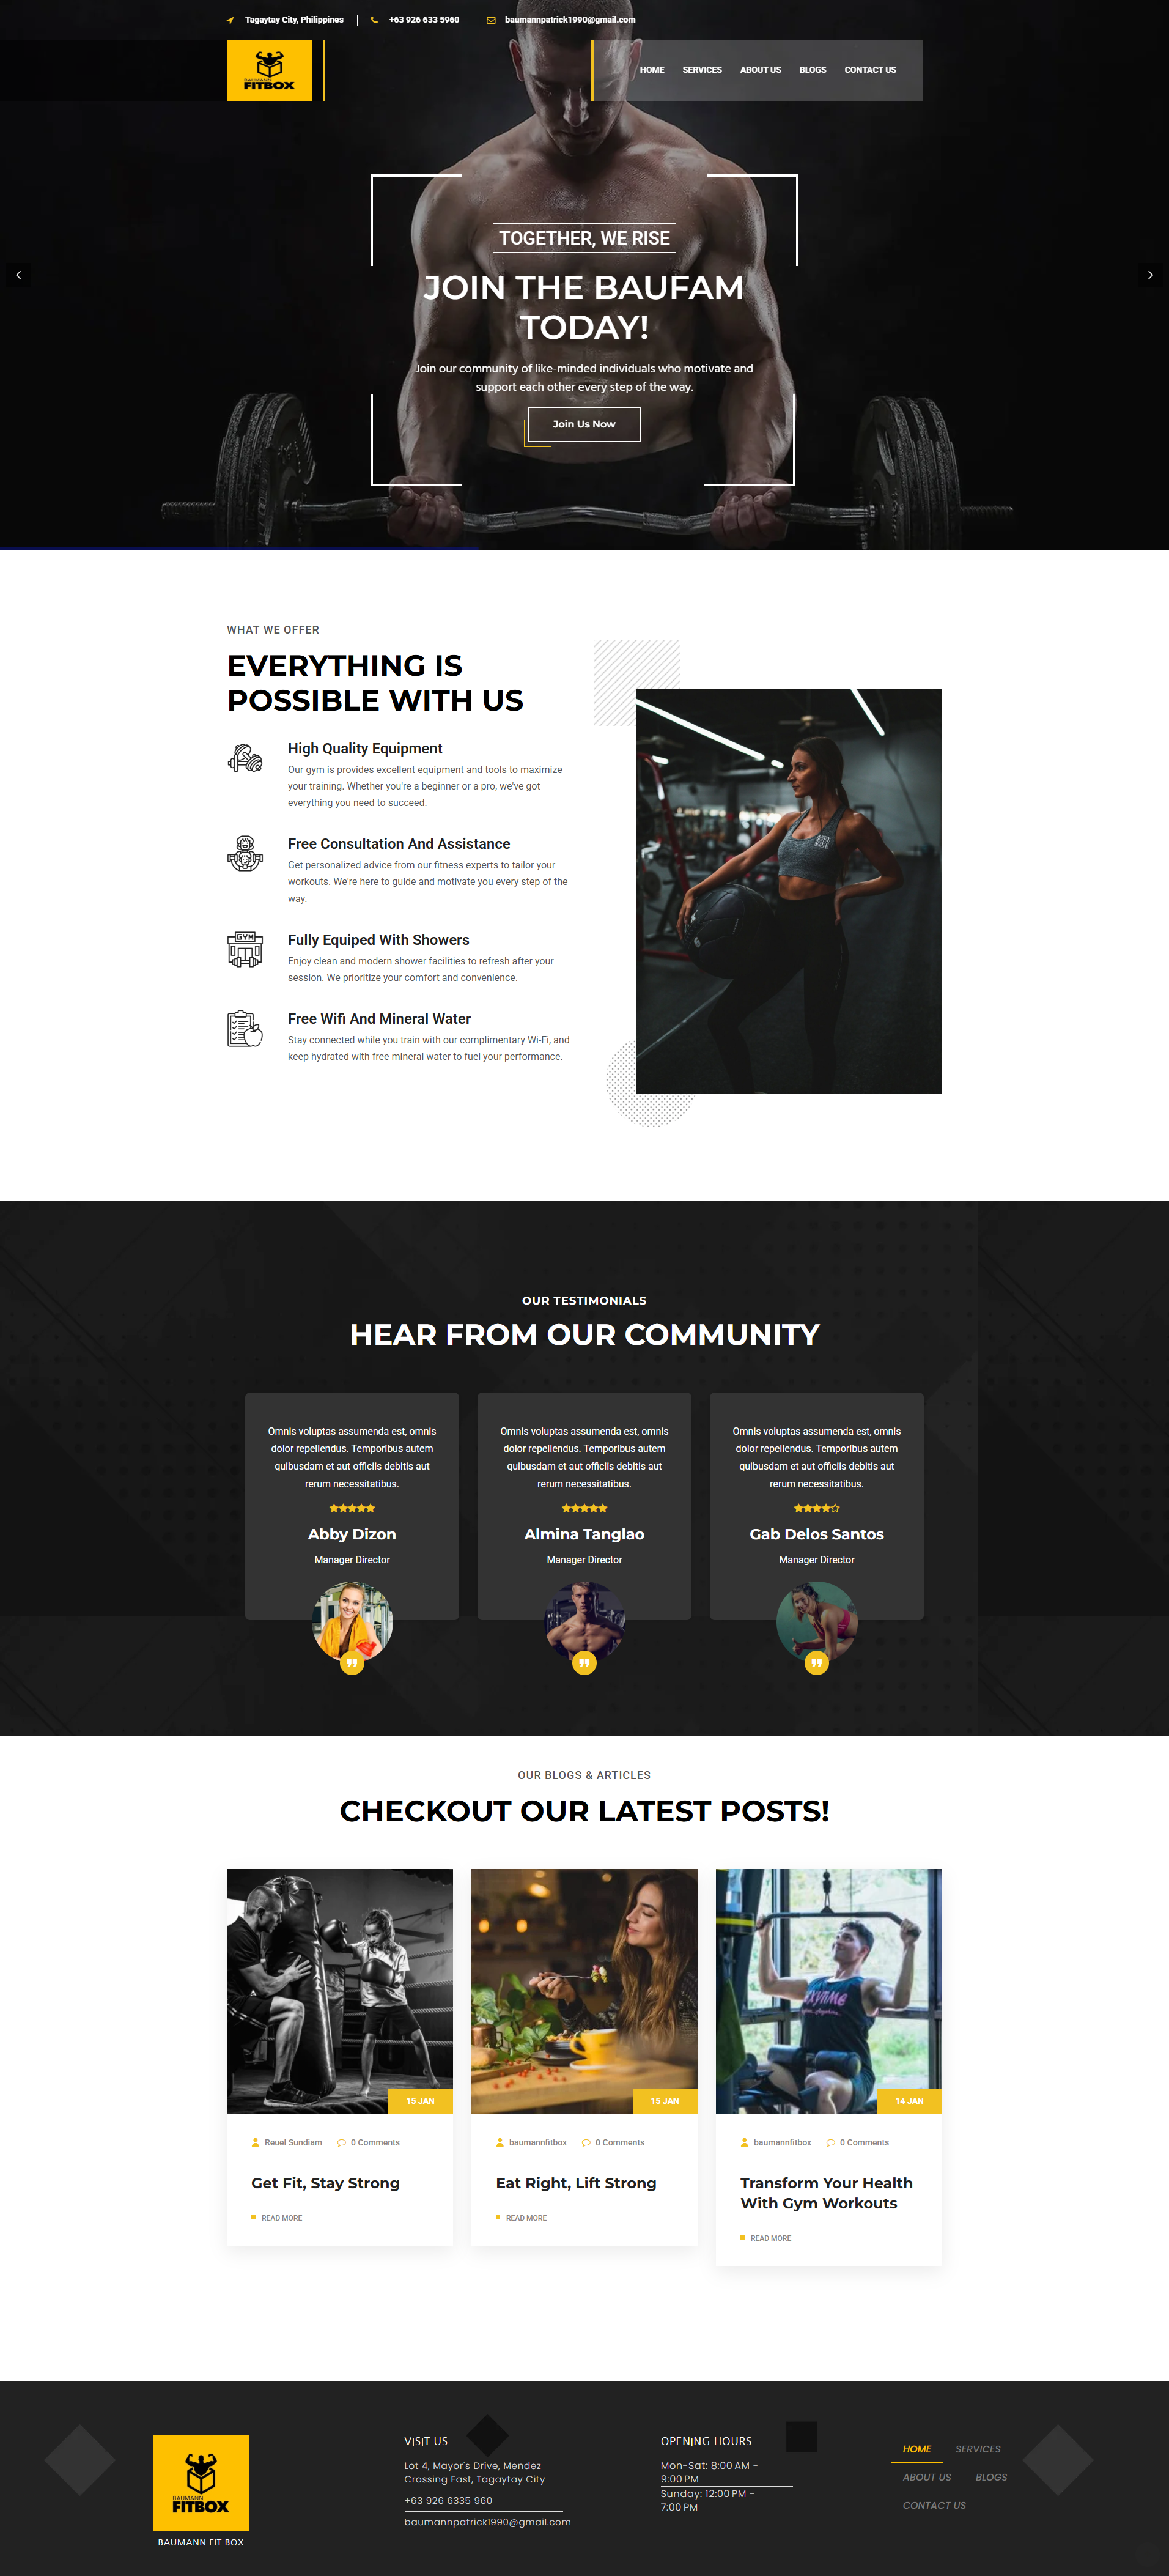 Tagaytay City, Philippines
+63 926 633 5960
baumannpatrick1990@gmail.com
BAUMANN
FITBOX
HOME
SERVICES
ABOUT US
BLOGS
CONTACT US
TOGETHER, WE RISE
JOIN THE BAUFAM
TODAY!
Join our community of like-minded individuals who motivate and
support each other every step of the way.
Join Us Now
WHAT WE OFFER
EVERYTHING IS
POSSIBLE WITH US
High Quality Equipment
Our gym is provides excellent equipment and tools to maximize
your training. Whether you're a beginner or a pro, we've got
everything you need to succeed.
Free Consultation And Assistance
Get personalized advice from our fitness experts to tailor your
workouts. We're here to guide and motivate you every step of the
way.
GYM
Fully Equiped With Showers
Enjoy clean and modern shower facilities to refresh after your
session. We prioritize your comfort and convenience.
Free Wifi And Mineral Water
Stay connected while you train with our complimentary Wi-Fi, and
keep hydrated with free mineral water to fuel your performance.
OUR TESTIMONIALS
HEAR FROM OUR COMMUNITY
Omnis voluptas assumenda est, omnis
dolor repellendus. Temporibus autem
quibusdam et aut officiis debitis aut
rerum necessitatibus.
Abby Dizon
Manager Director
Omnis voluptas assumenda est, omnis
dolor repellendus. Temporibus autem
quibusdam et aut officiis debitis aut
rerum necessitatibus.
Almina Tanglao
Manager Director
Omnis voluptas assumenda est, omnis
dolor repellendus. Temporibus autem
quibusdam et aut officiis debitis aut
rerum necessitatibus.
Gab Delos Santos
Manager Director
OUR BLOGS & ARTICLES
CHECKOUT OUR LATEST POSTS!
15 JAN
Reuel Sundiam
0 Comments
Get Fit, Stay Strong
READ MORE
15 JAN
baumannfitbox
0 Comments
Eat Right, Lift Strong
READ MORE
14 JAN
baumannfitbox
0 Comments
Transform Your Health
With Gym Workouts
READ MORE
BAUMANN
FITBOX
BAUMANN FIT BOX
VISIT US
Lot 4, Mayor's Drive, Mendez
Crossing East, Tagaytay City
+63 926 6335 960
baumannpatrick1990@gmail.com
OPENING HOURS
Mon-Sat: 8:00 AM -
9:00 PM
Sunday: 12:00 PM -
7:00 PM
HOME
SERVICES
ABOUT US
BLOGS
CONTACT US